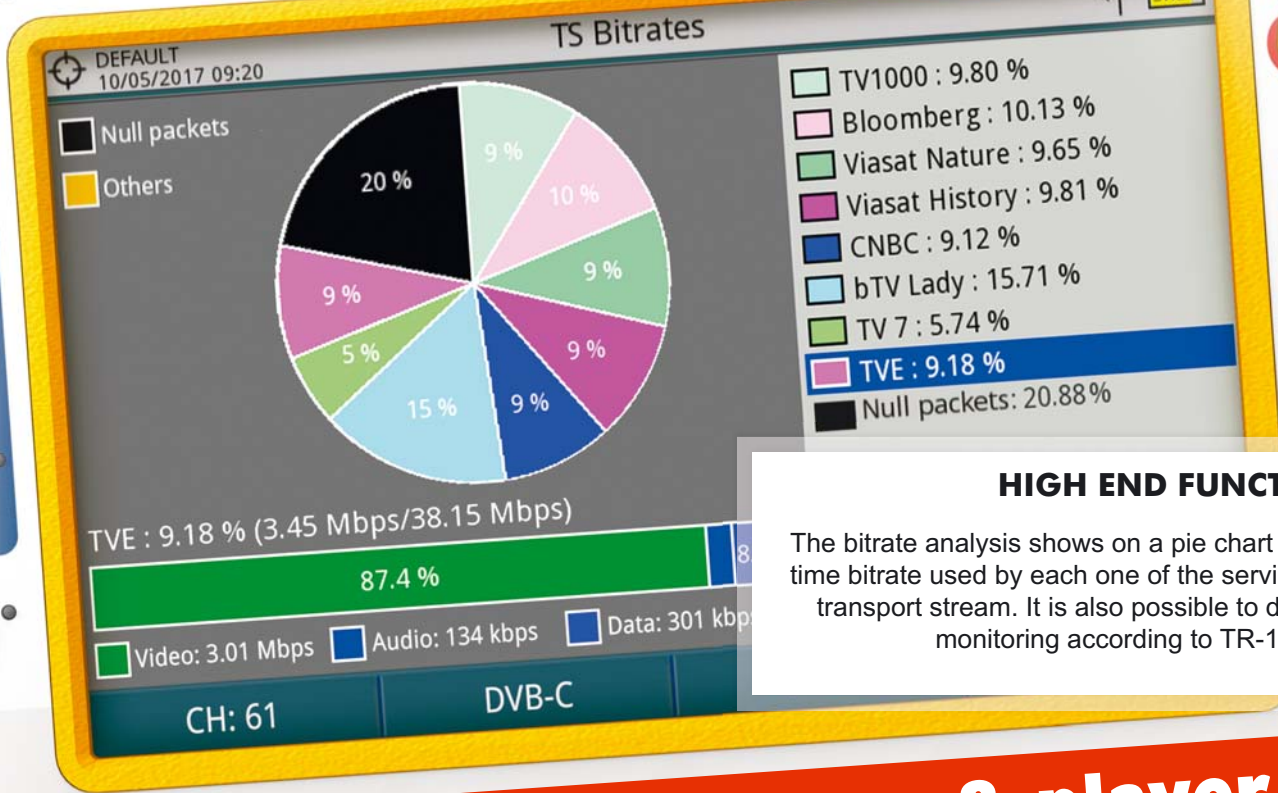 TS Bitrates
DEFAULT
10/05/2017 09:20
Null packets
Others
20 %
9 %
10 %
9 %
9 %
9 %
15 %
5 %
9 %
TV1000 : 9.80 %
Bloomberg : 10.13 %
Viasat Nature : 9.65 %
Viasat History : 9.81 %
CNBC : 9.12 %
bTV Lady : 15.71 %
TV 7 : 5.74 %
TVE : 9.18 %
Null packets: 20.88%
TVE : 9.18 % (3.45 Mbps/38.15 Mbps)
87.4 %
8.
Video: 3.01 Mbps
Audio: 134 kbps
Data: 301 kbps
CH: 61
DVB-C
HIGH END FUNCT
The bitrate analysis shows on a pie chart
time bitrate used by each one of the servi
transport stream. It is also possible to d
monitoring according to TR-1
& player